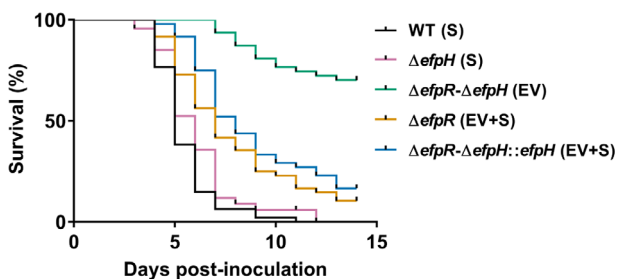 100
50
0
Survival (%)
0
5
10
15
Days post-inoculation
WT (S)
ΔefpH (S)
ΔefpR-ΔefpH (EV)
ΔefpR (EV+S)
ΔefpR-ΔefpH::efpH (EV+S)